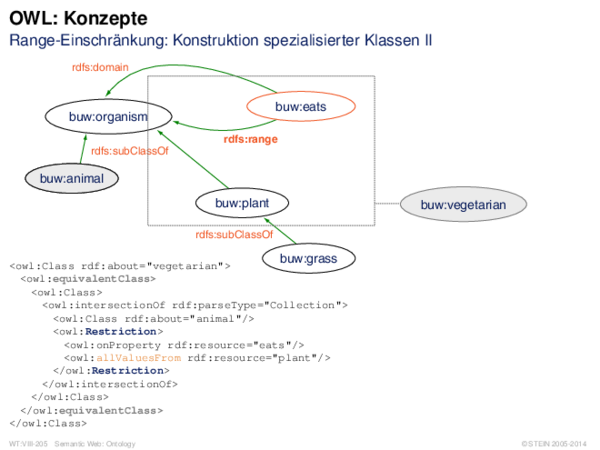 OWL: Konzepte
Range-Einschränkung: Konstruktion spezialisierter Klassen II
rdfs:domain
buw:eats
buw:organism
rdfs:range
rdfs:subClassOf
buw:animal
buw:plant
buw:vegetarian
rdfs:subClassOf
buw:grass
<owl:Class rdf:about="vegetarian">
<owl:equivalentClass>
<owl:Class>
<owl:intersectionOf rdf:parseType="Collection">
<owl:Class rdf:about="animal"/>
<owl:Restriction>
<owl:onProperty rdf:resource="eats"/>
<owl:allValuesFrom rdf:resource="plant"/>
</owl:Restriction>
</owl:intersectionOf>
</owl:Class>
</owl:equivalentClass>
</owl:Class>
WT:VIII-205 Semantic Web: Ontology
© STEIN 2005-2014